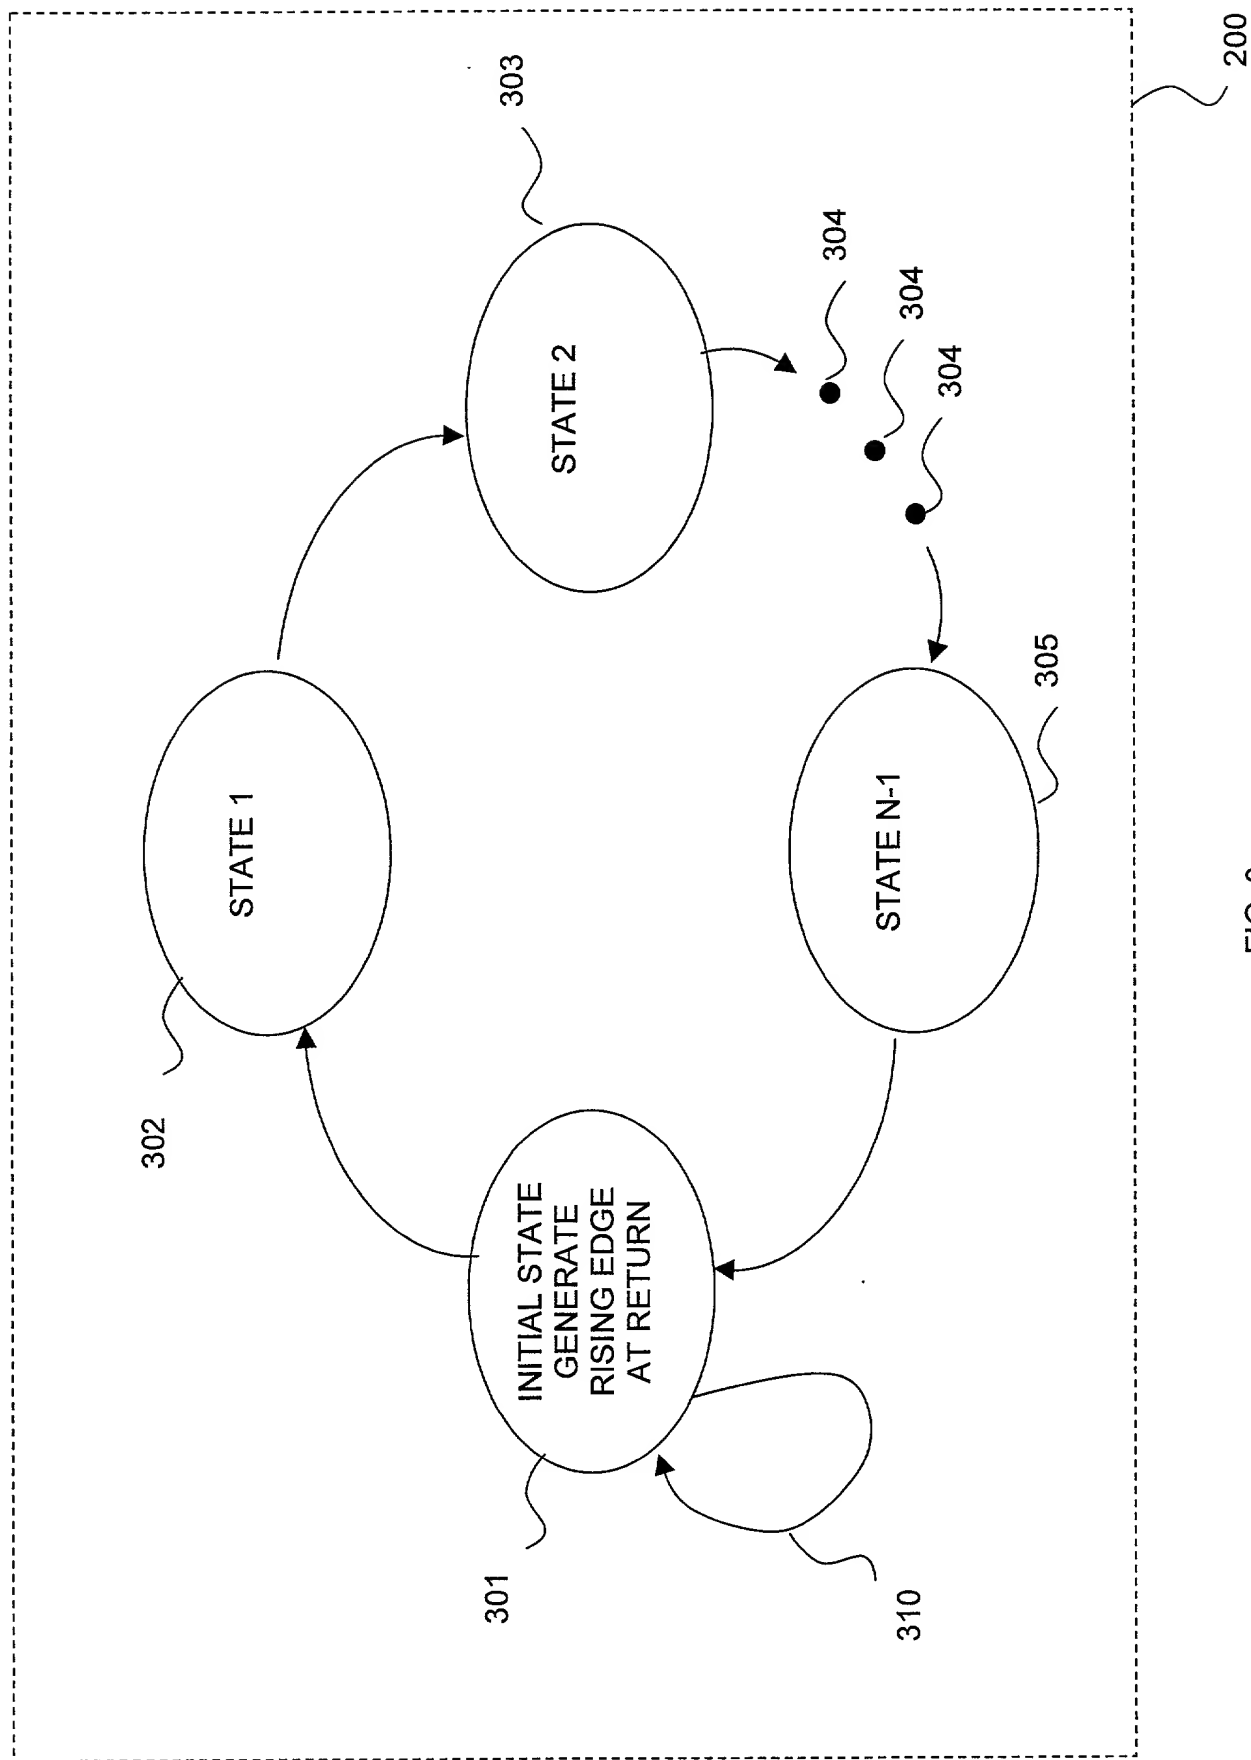 302
STATE 1
303
301
INITIAL STATE
GENERATE
RISING EDGE
AT RETURN
STATE 2
304
304
304
310
STATE N-1
305
200
FIG.